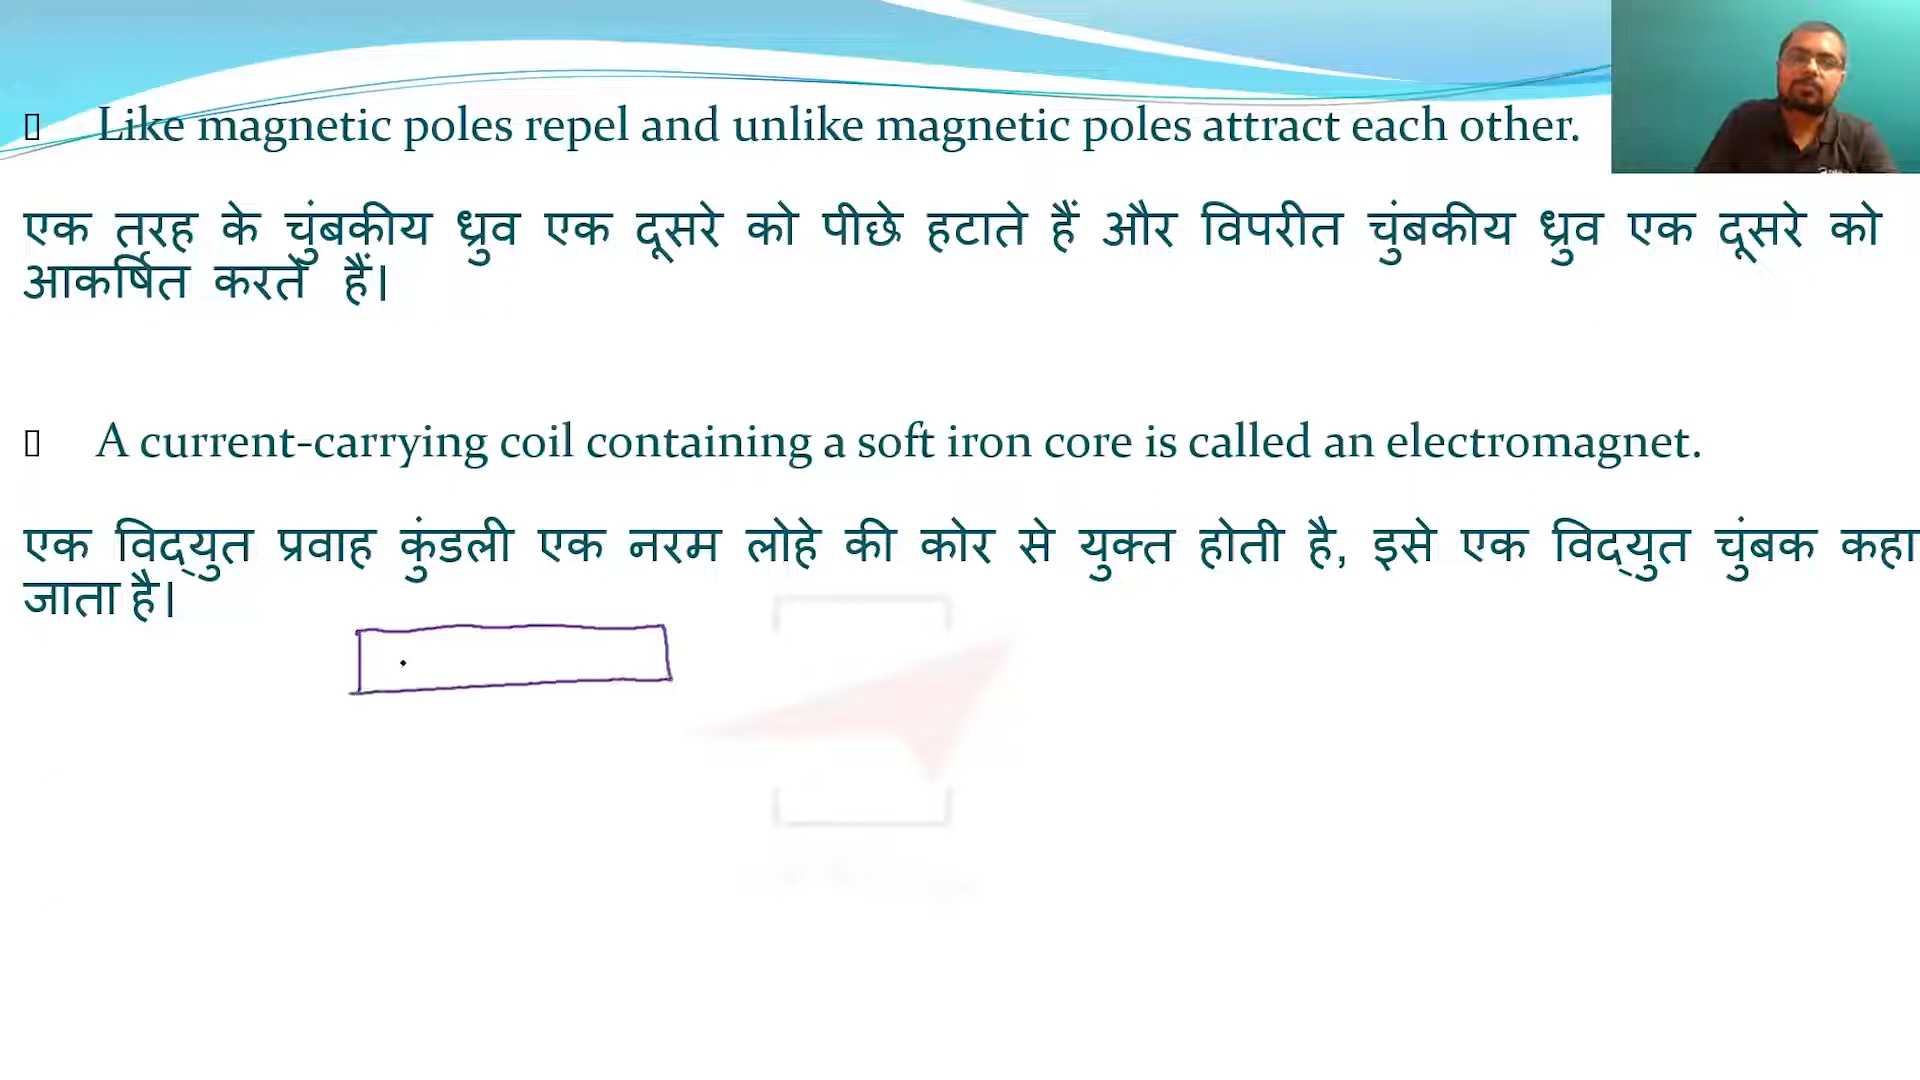 Like magnetic poles repel and unlike magnetic poles attract each other.
एक तरह के चुंबकीय ध्रुव एक दूसरे को पीछे हटाते हैं और विपरीत चुंबकीय ध्रुव एक दूसरे को
आकर्षित करते हैं।
A current-carrying coil containing a soft iron core is called an electromagnet.
एक विद्युत प्रवाह कुंडली एक नरम लोहे की कोर से युक्त होती है, इसे एक विद्युत चुंबक कहा
जाता है।